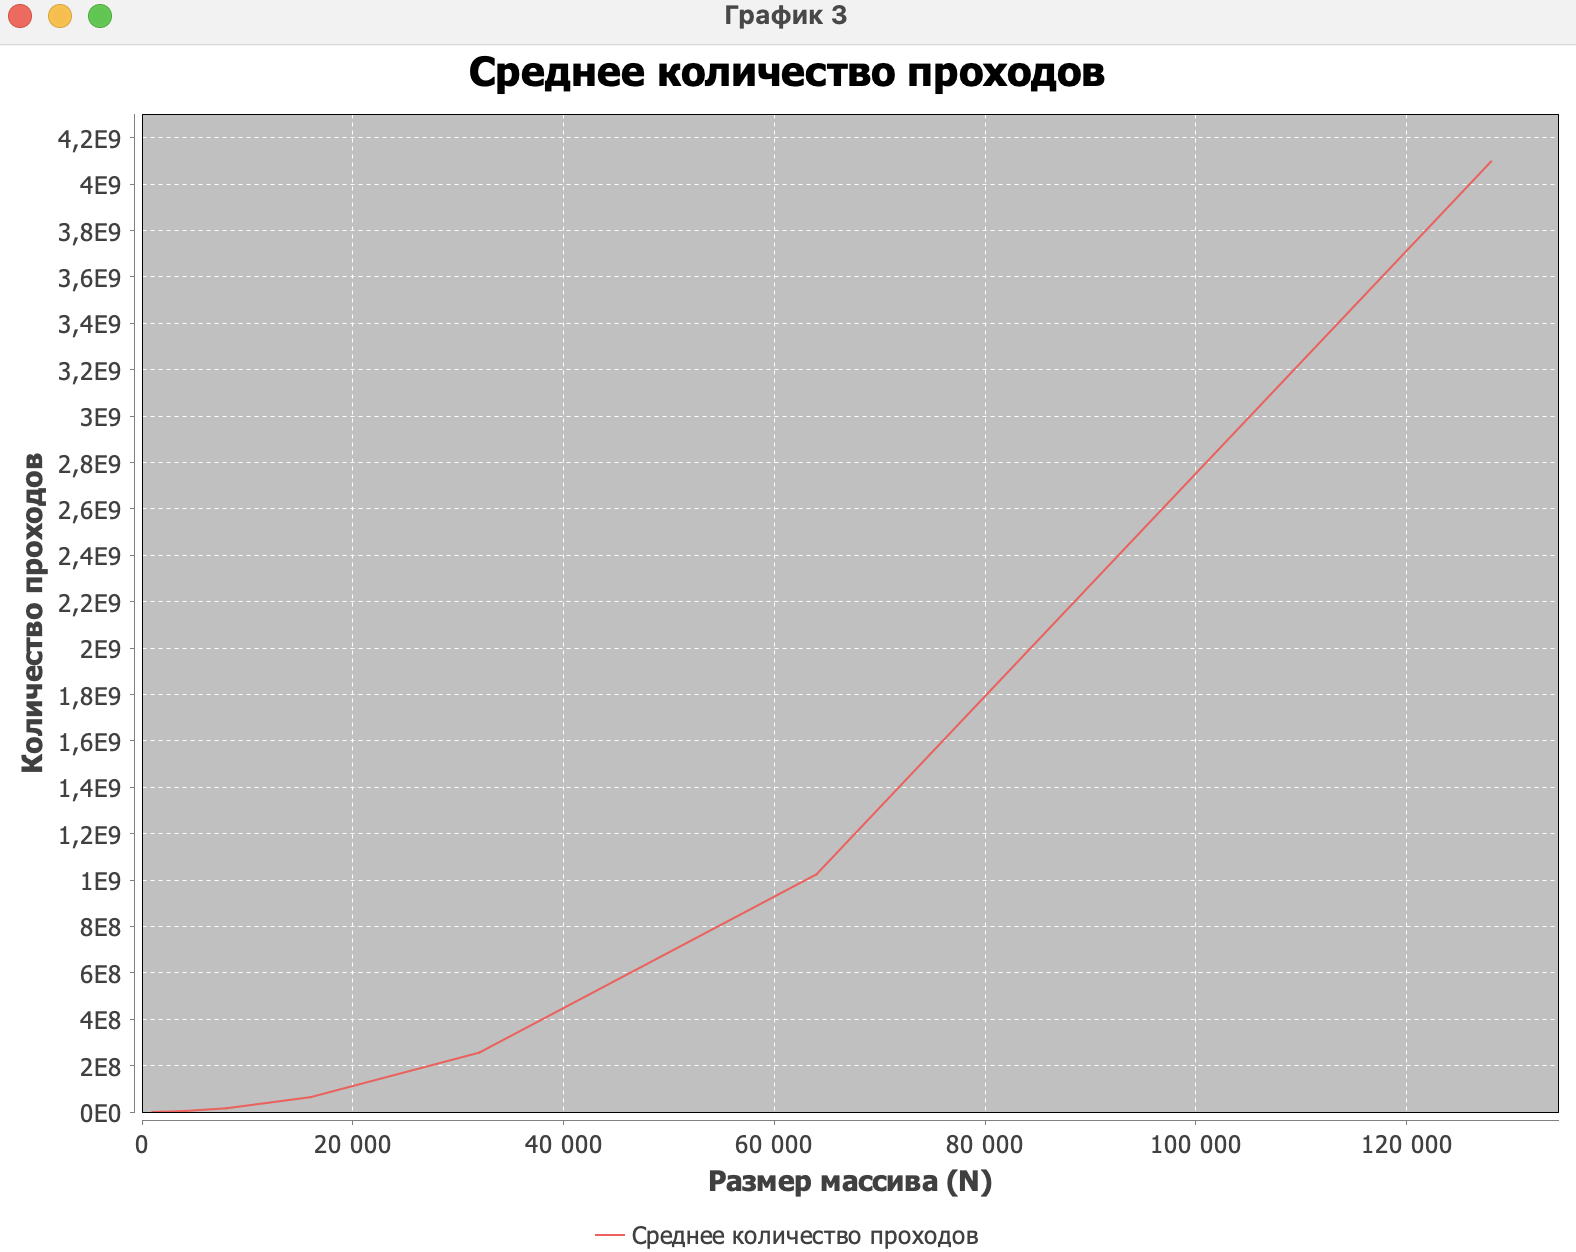 График 3
Среднее количество проходов
4,2E9
4E9
3,8E9
3,6E9
3,4E9
3,2E9
3E9
2,8E9
2,6E9
2,4E9
2,2E9
2E9
1,8E9
1,6E9
1,4E9
1,2E9
1E9
8E8
6E8
4E8
2E8
0E0
Количество проходов
0 20 000 40 000 60 000 80 000 100 000 120 000
Размер массива (N)
Среднее количество проходов